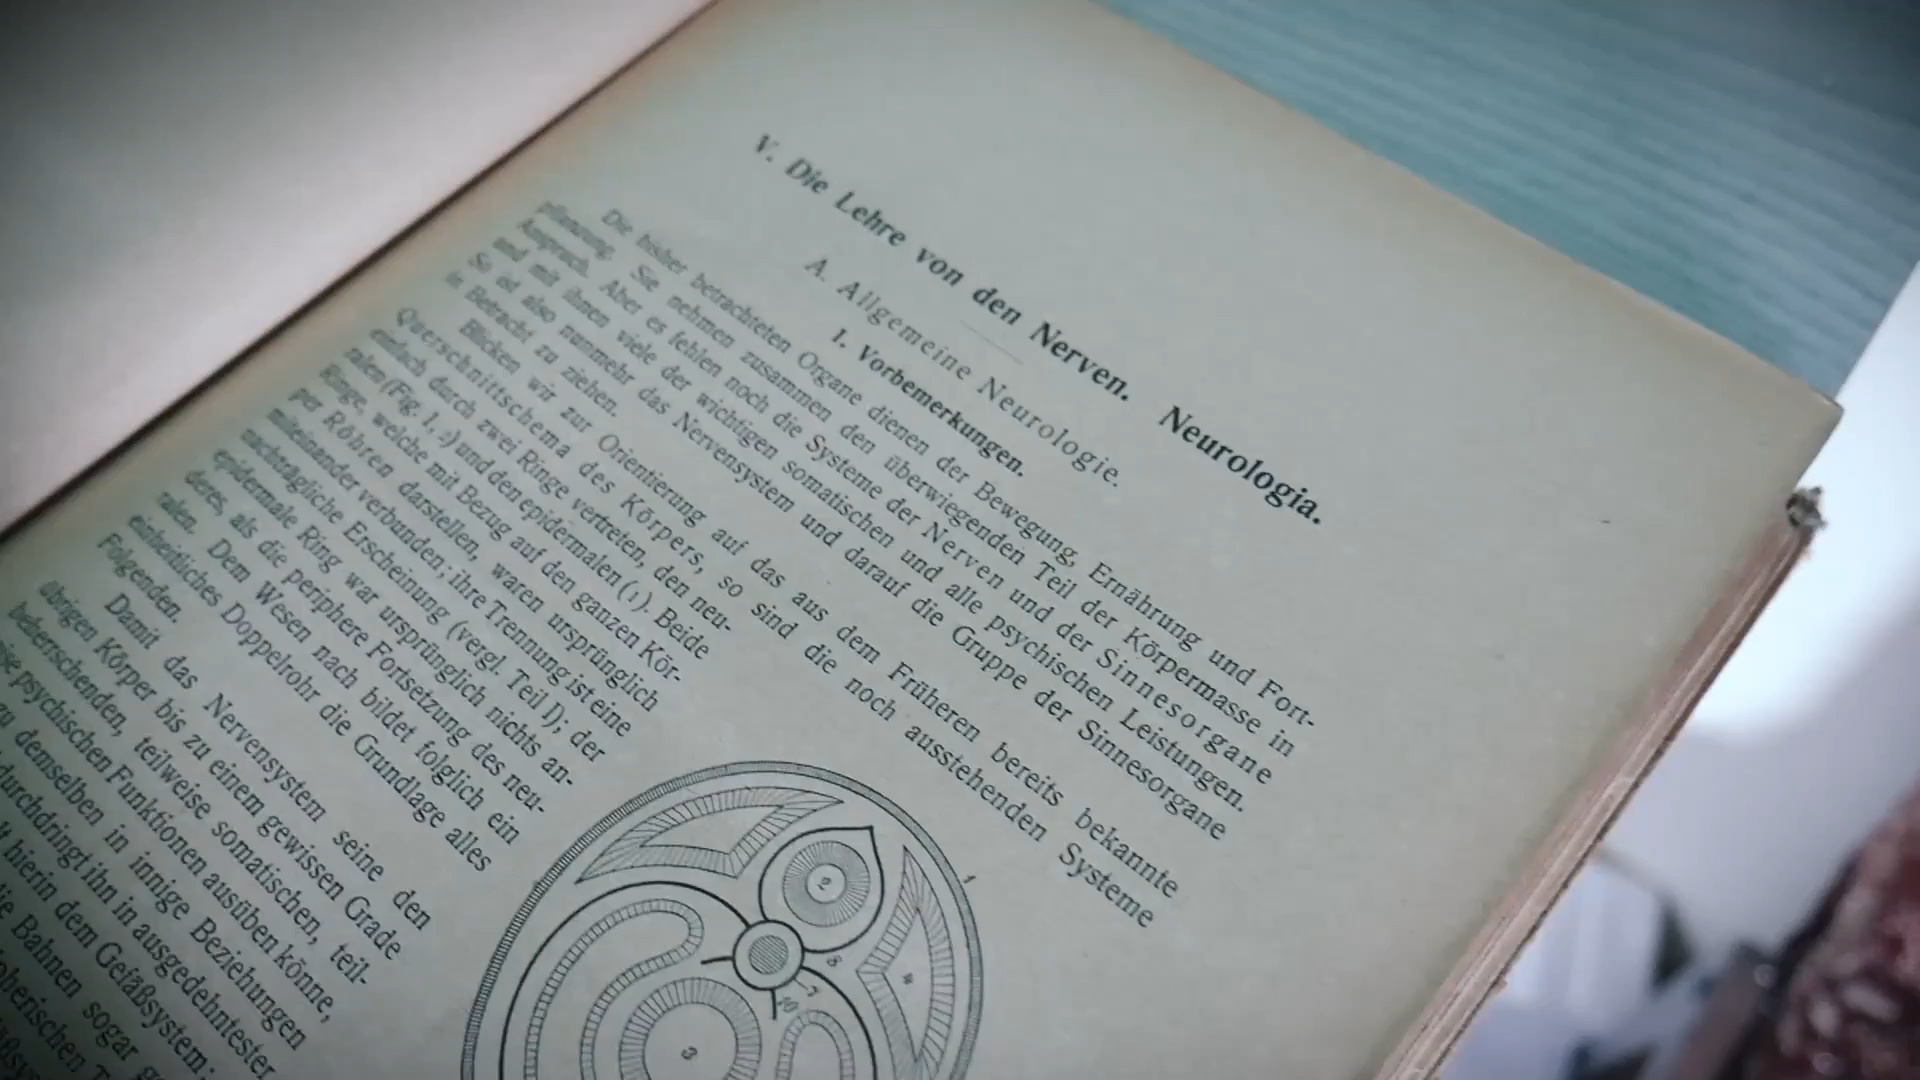 V. Die Lehre von den Nerven. Neurologia.
A. Allgemeine Neurologie.
1. Vorbemerkungen.
Die bisher betrachteten Organe dienen der Bewegung, Ernährung und Fort-
pflanzung. Sie nehmen zusammen den überwiegenden Teil der Körpermasse in
Anspruch. Aber es fehlen noch die Systeme der Nerven und der Sinnesorgane
und mit ihnen viele der wichtigen somatischen und alle psychischen Leistungen.
So ist also nunmehr das Nervensystem und darauf die Gruppe der Sinnesorgane
in Betracht zu ziehen.
Blicken wir zur Orientierung auf das aus dem Früheren bereits bekannte
Querschnittschema des Körpers, so sind die noch ausstehenden Systeme
einfach durch zwei Ringe vertreten, den neu-
ralen (Fig. 1, 2) und den epidermalen (1). Beide
Ringe, welche mit Bezug auf den ganzen Kör-
per Röhren darstellen, waren ursprünglich
miteinander verbunden; ihre Trennung ist eine
nachträgliche Erscheinung (vergl. Teil I); der
epidermale Ring war ursprünglich nichts an-
deres, als die periphere Fortsetzung des neu-
ralen. Dem Wesen nach bildet folglich ein
einheitliches Doppelrohr die Grundlage alles
Folgenden.
Damit das Nervensystem seine den
übrigen Körper bis zu einem gewissen Grade
beherrschenden, teilweise somatischen, teil-
psychischen Funktionen ausüben könne,
demselben in innige Beziehungen
durchdringt ihn in ausgedehntester
hierin dem Gefäßsystem;
die Bahnen sogar
1
2
8
7
10
3
4